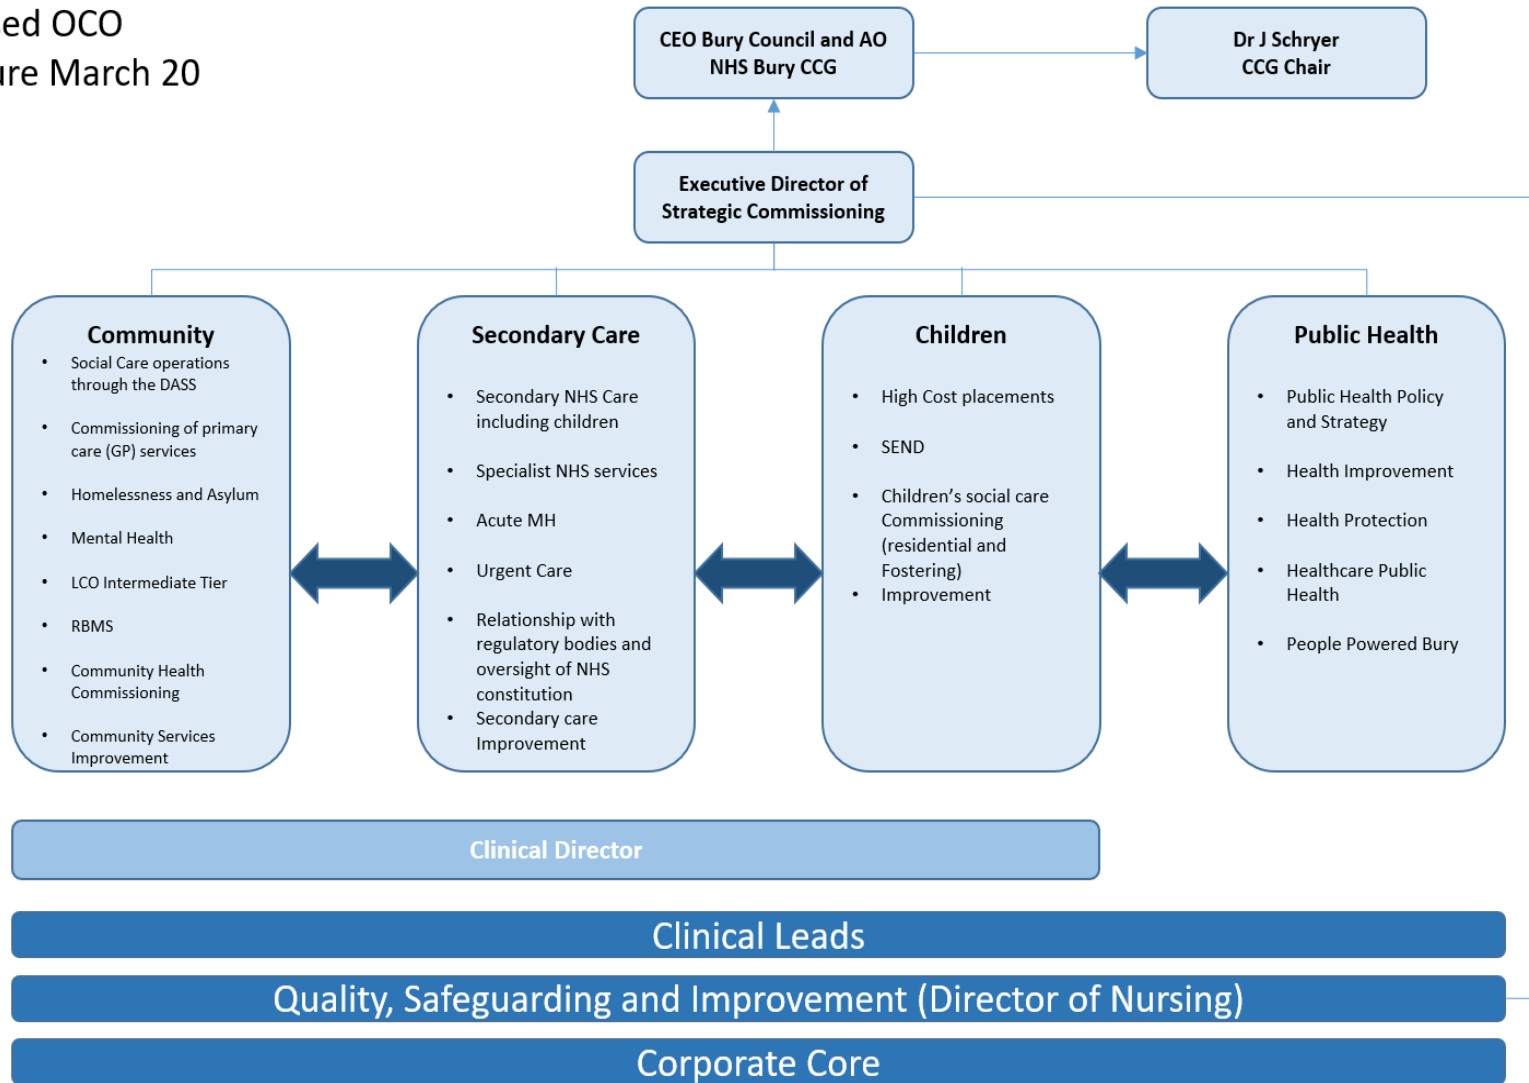 OCO
March 20
CEO Bury Council and AO
NHS Bury CCG
Dr J Schryer
CCG Chair
Executive Director of
Strategic Commissioning
Community
• Social Care operations
through the DASS
• Commissioning of primary
care (GP) services
• Homelessness and Asylum
• Mental Health
• LCO Intermediate Tier
• RBMS
• Community Health
Commissioning
• Community Services
Improvement
Secondary Care
• Secondary NHS Care
including children
• Specialist NHS services
• Acute MH
• Urgent Care
• Relationship with
regulatory bodies and
oversight of NHS
constitution
• Secondary care
Improvement
Children
• High Cost placements
• SEND
• Children’s social care
Commissioning
(residential and
Fostering)
• Improvement
Public Health
• Public Health Policy
and Strategy
• Health Improvement
• Health Protection
• Healthcare Public
Health
• People Powered Bury
Clinical Director
Clinical Leads
Quality, Safeguarding and Improvement (Director of Nursing)
Corporate Core